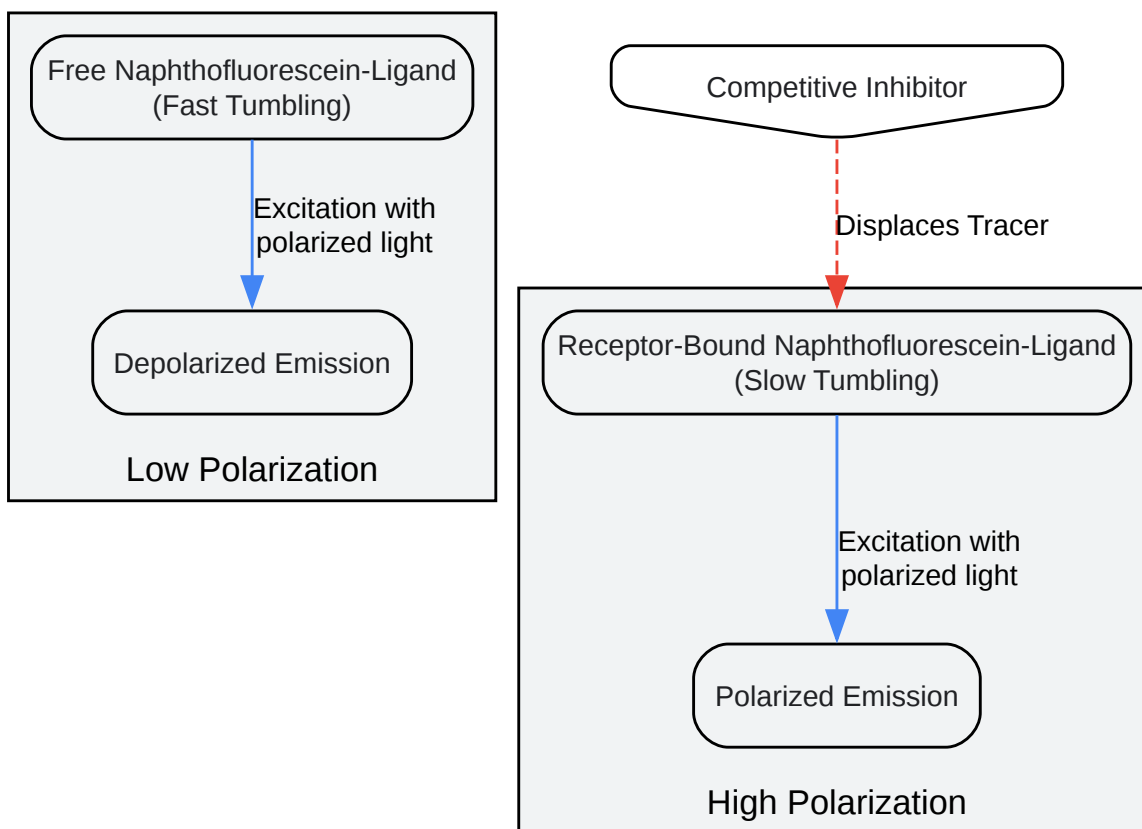 Free Naphthofluorescein-Ligand
(Fast Tumbling)
Excitation with
polarized light
Depolarized Emission
Low Polarization
Competitive Inhibitor
Displaces Tracer
Receptor-Bound Naphthofluorescein-Ligand
(Slow Tumbling)
Excitation with
polarized light
Polarized Emission
High Polarization